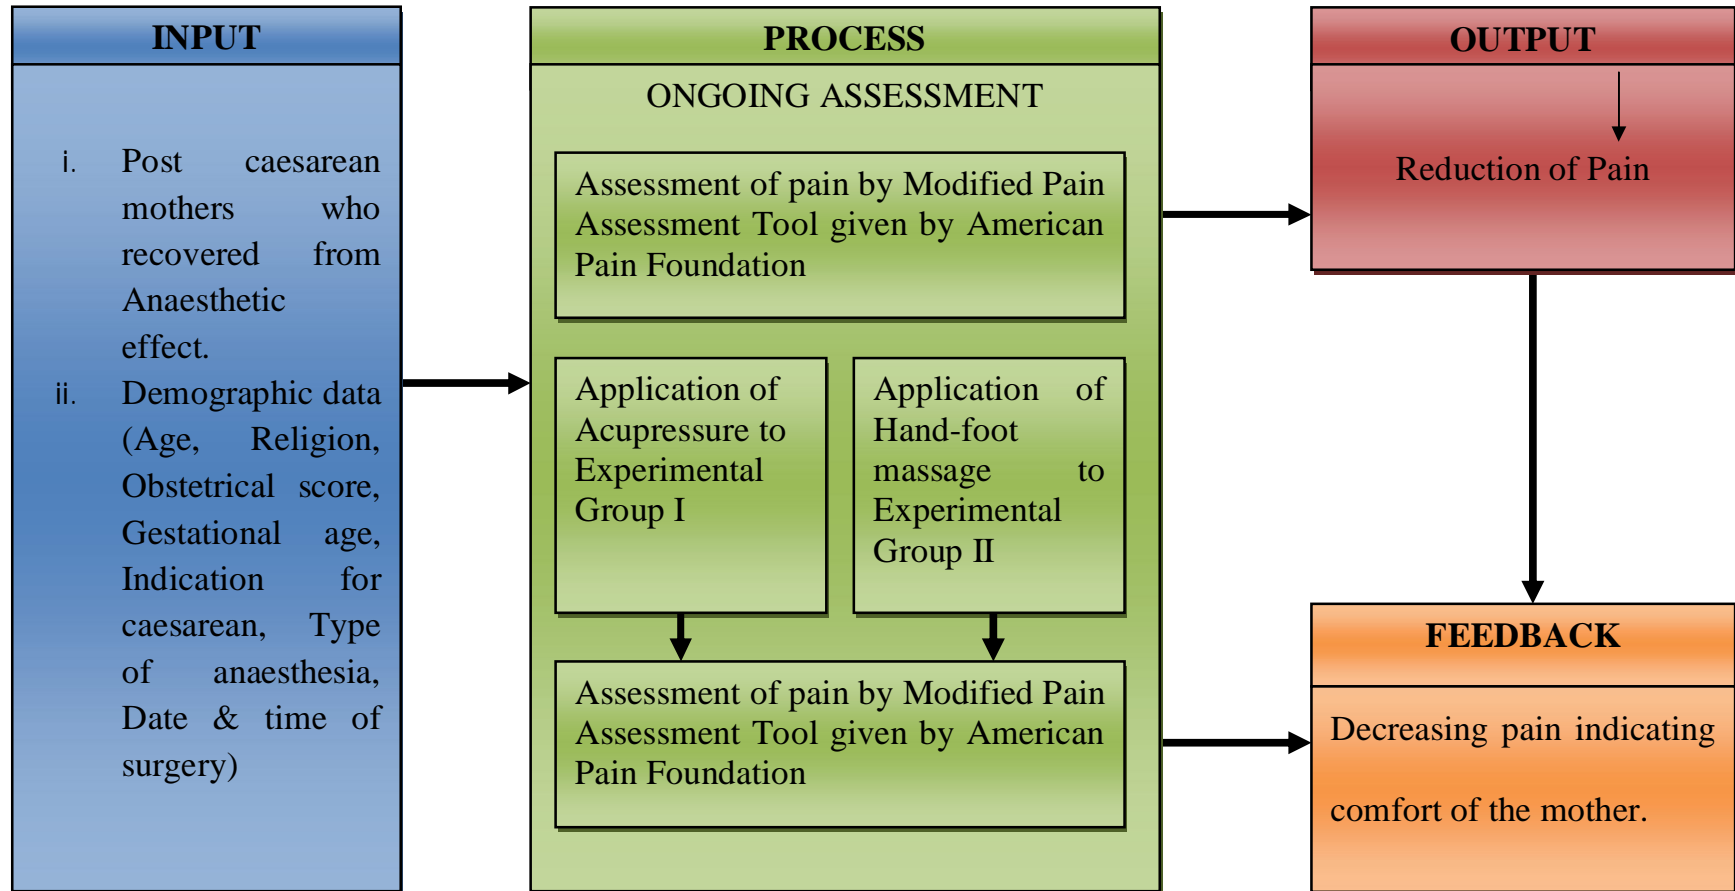 INPUT
i. Post caesarean
mothers who
recovered from
Anaesthetic
effect.
ii. Demographic data
(Age, Religion,
Obstetrical score,
Gestational age,
Indication for
caesarean, Type
of anaesthesia,
Date & time of
surgery)
PROCESS
ONGOING ASSESSMENT
Assessment of pain by Modified Pain
Assessment Tool given by American
Pain Foundation
Application of
Acupressure to
Experimental
Group I
Application of
Hand-foot
massage to
Experimental
Group II
Assessment of pain by Modified Pain
Assessment Tool given by American
Pain Foundation
OUTPUT
Reduction of Pain
FEEDBACK
Decreasing pain indicating
comfort of the mother.